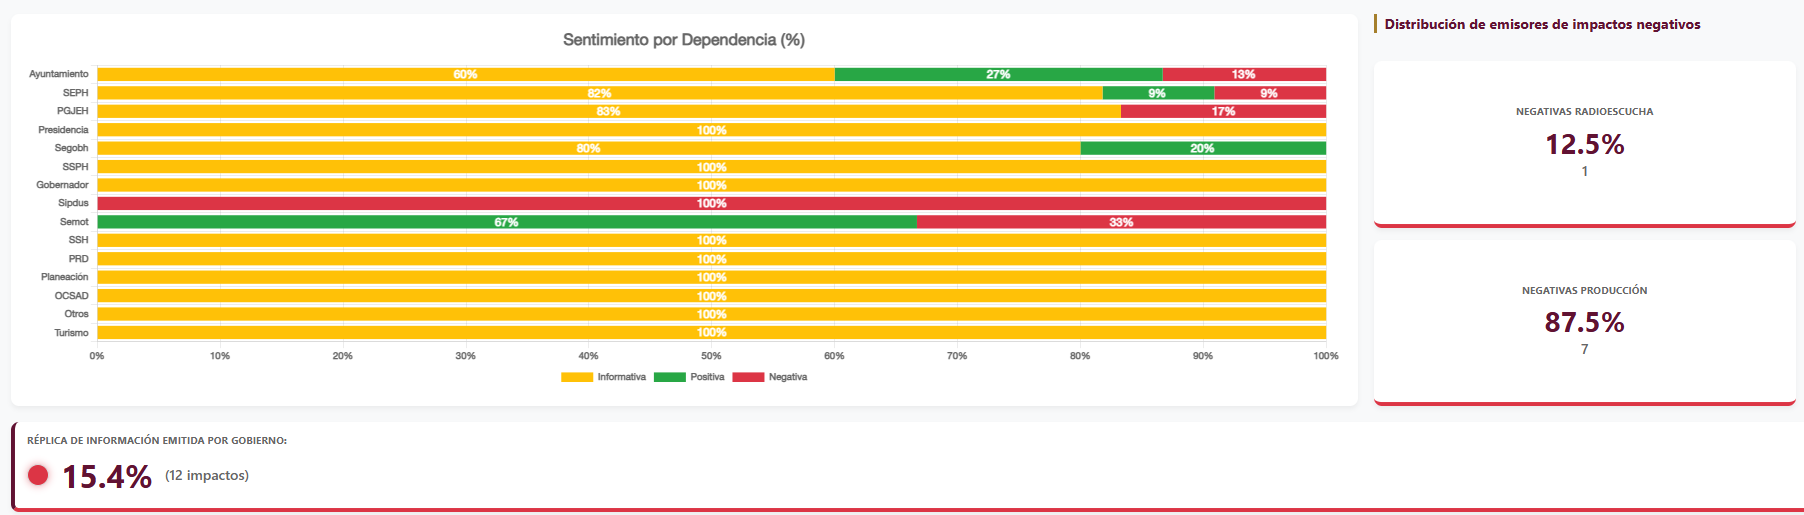 Sentimiento por Dependencia (%)
Ayuntamiento 60% 27% 13%
SEPH 82% 9% 9%
PGJEH 83% 17%
Presidencia 100%
Segobh 80% 20%
SSPH 100%
Gobernador 100%
Sipdus 100%
Semot 67% 33%
SSH 100%
PRD 100%
Planeación 100%
OCSAD 100%
Otros 100%
Turismo 100%
0% 10% 20% 30% 40% 50% 60% 70% 80% 90% 100%
Informativa Positiva Negativa
Distribución de emisores de impactos negativos
NEGATIVAS RADIOESCUCHA
12.5%
1
NEGATIVAS PRODUCCIÓN
87.5%
7
RÉPLICA DE INFORMACIÓN EMITIDA POR GOBIERNO:
15.4% (12 impactos)